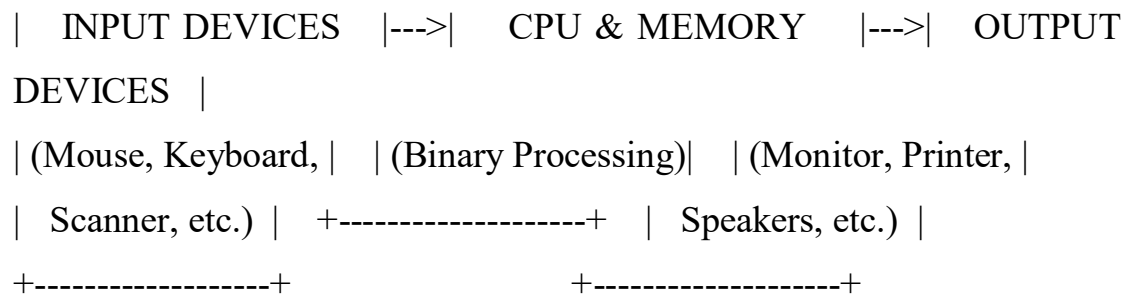 |    INPUT DEVICES    |--->|    CPU & MEMORY    |--->|    OUTPUT
DEVICES   |
| (Mouse, Keyboard, |    | (Binary Processing)|    | (Monitor, Printer, |
|   Scanner, etc.)  |    +--------------------+    |   Speakers, etc.)  |
+-------------------+                              +--------------------+